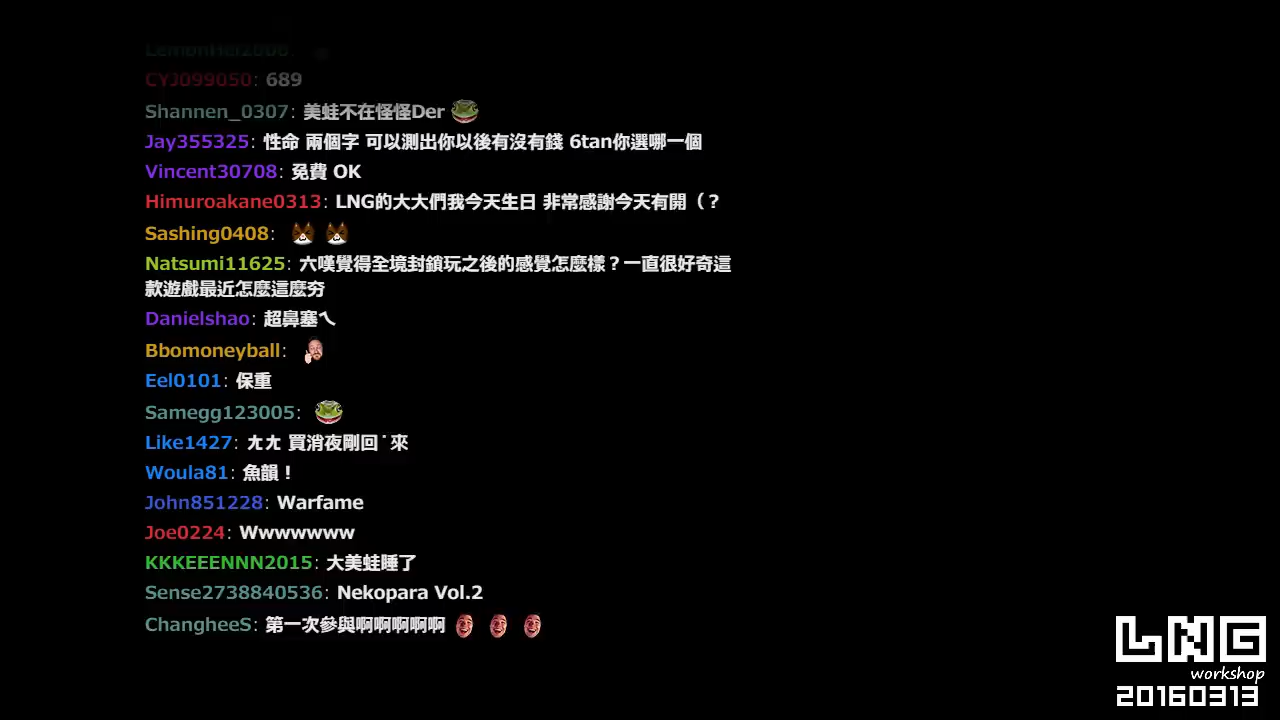 LemonHei2000:
CYJ099050: 689
Shannen_0307: 美蛙不在怪怪Der
Jay355325: 性命 兩個字 可以測出你以後有沒有錢 6tan你選哪一個
Vincent30708: 免費 OK
Himuroakane0313: LNG的大大們我今天生日 非常感謝今天有開（？
Sashing0408:
Natsumi11625: 六嘆覺得全境封鎖玩之後的感覺怎麼樣？一直很好奇這
款遊戲最近怎麼這麼夯
Danielshao: 超鼻塞ㄟ
Bbomoneyball:
Eel0101: 保重
Samegg123005:
Like1427: ㄤㄤ 買消夜剛回˙來
Woula81: 魚韻！
John851228: Warfame
Joe0224: Wwwwwww
KKKEEENNN2015: 大美蛙睡了
Sense2738840536: Nekopara Vol.2
ChangheeS: 第一次參與啊啊啊啊啊
LNG
workshop
20160313